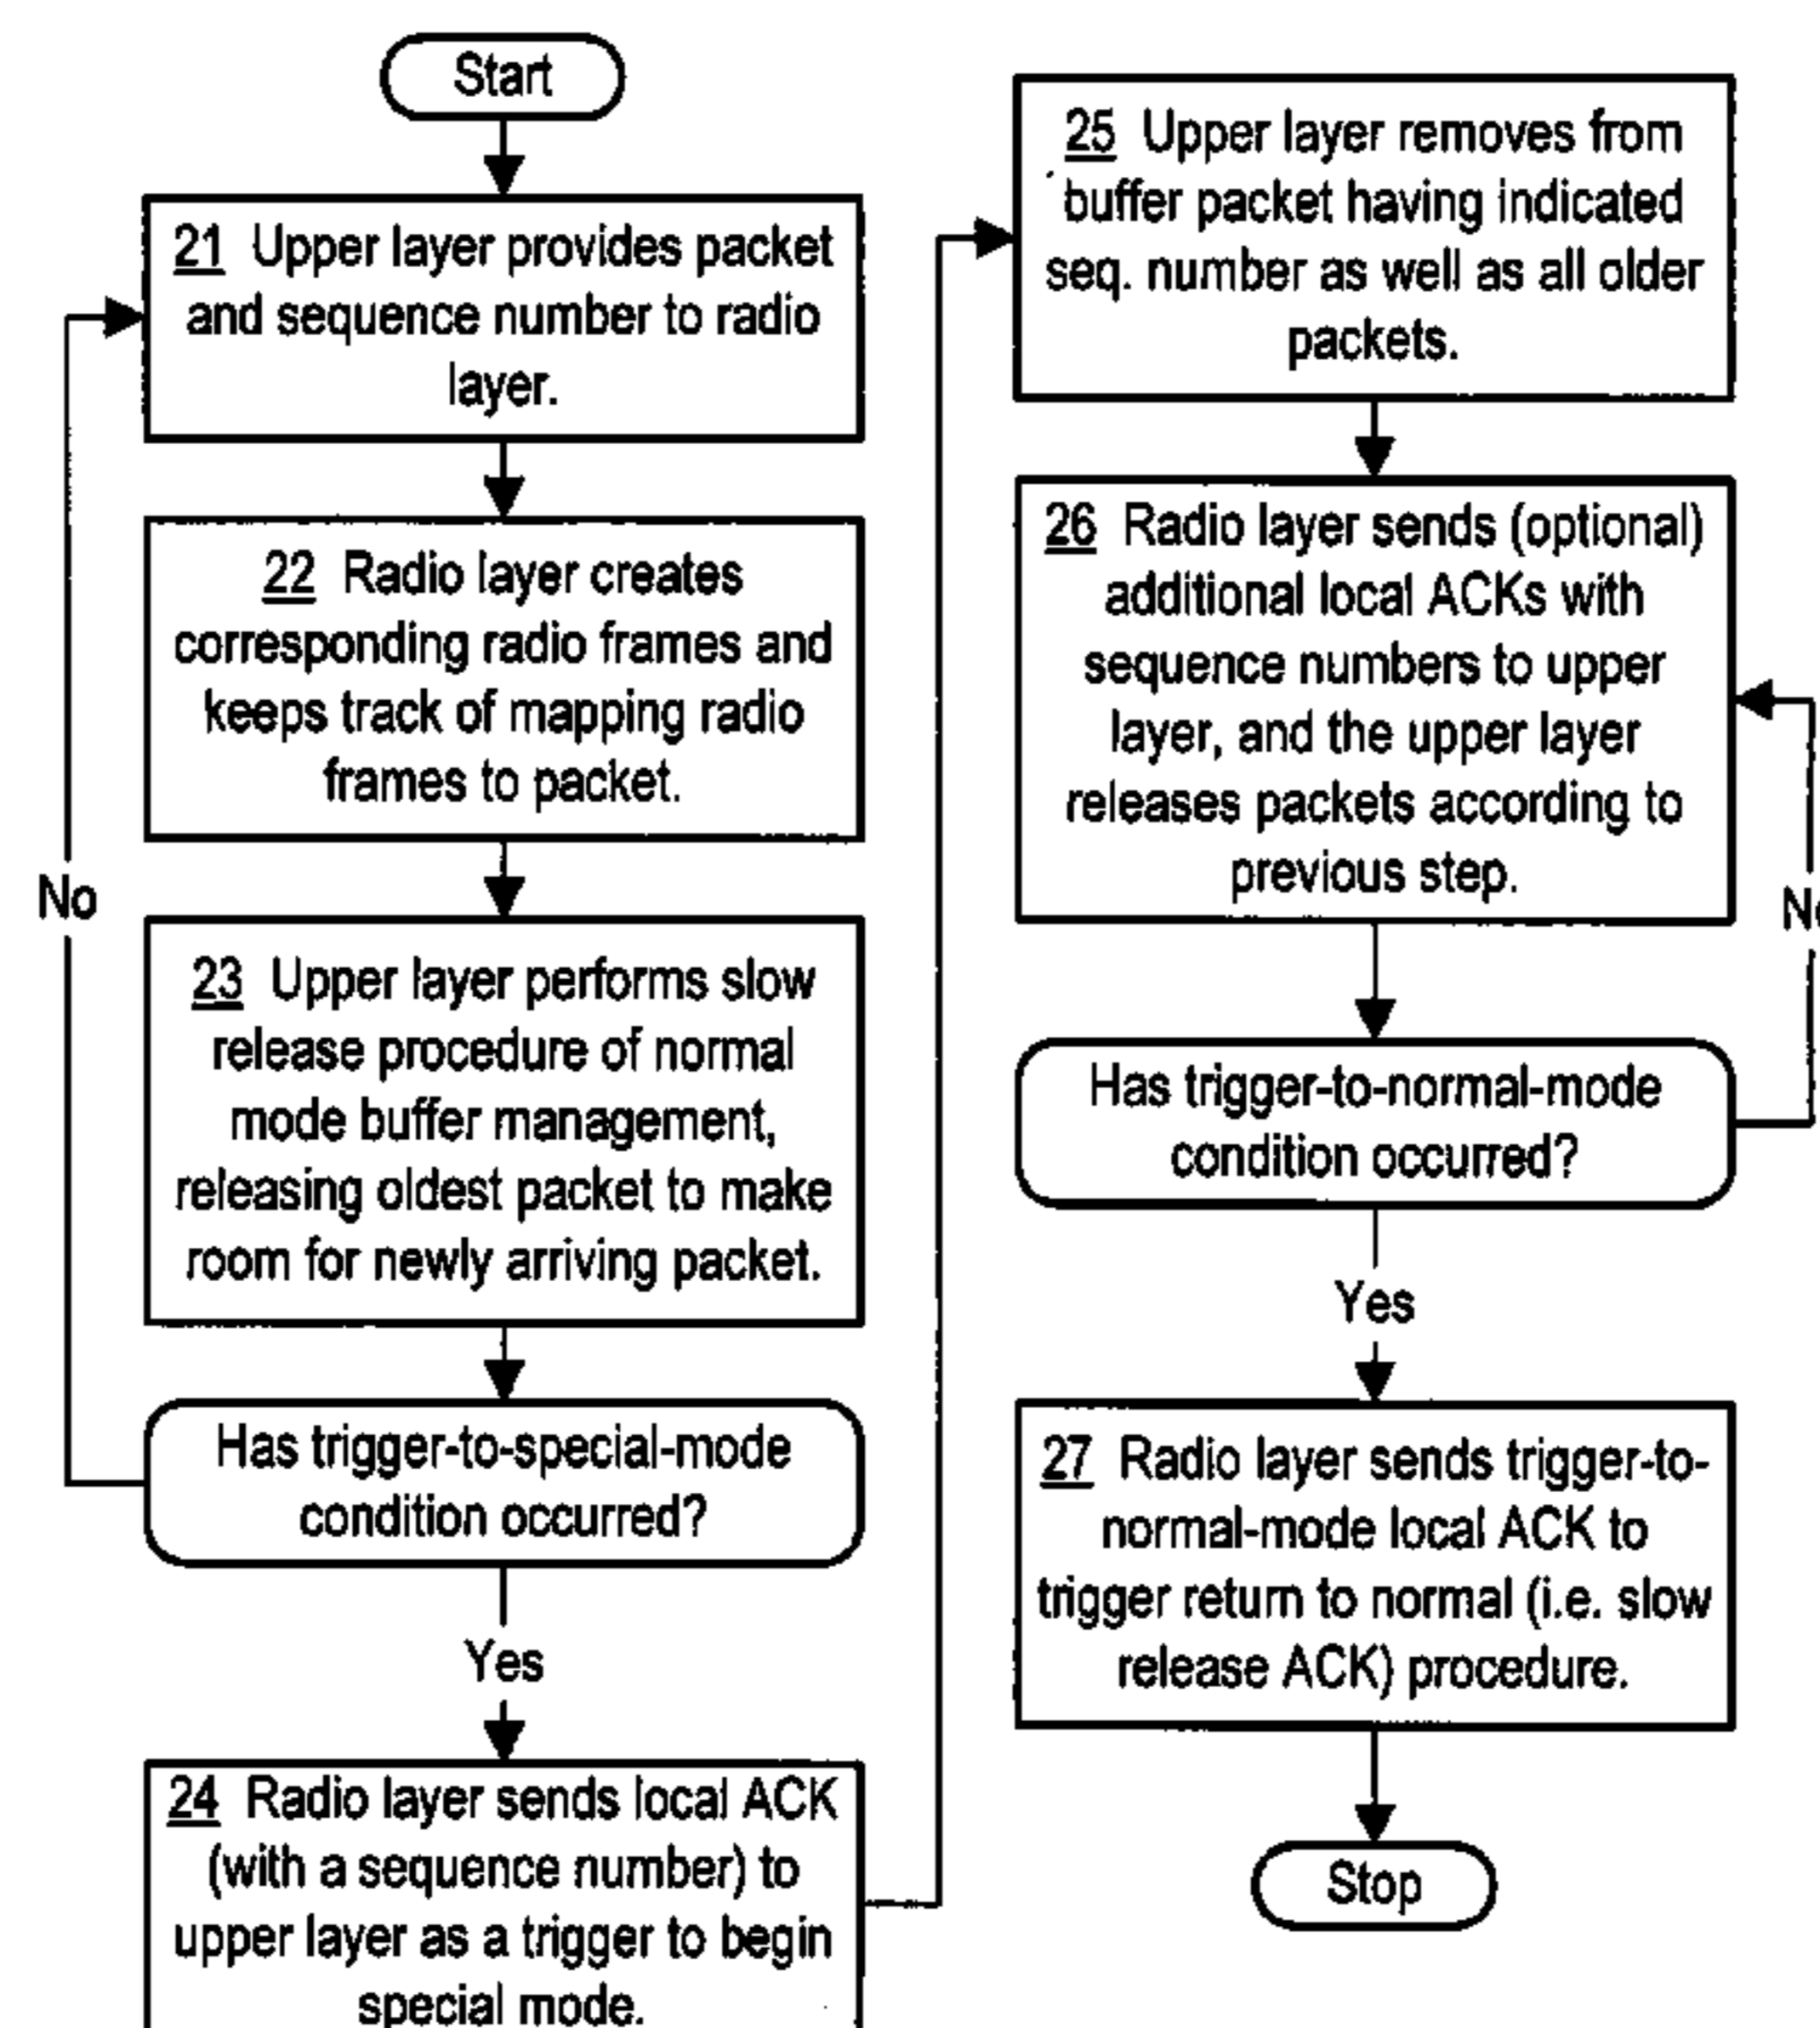 Start
21 Upper layer provides packet
and sequence number to radio
layer.
22 Radio layer creates
corresponding radio frames and
keeps track of mapping radio
frames to packet.
No
23 Upper layer performs slow
release procedure of normal
mode buffer management,
releasing oldest packet to make
room for newly arriving packet.
Has trigger-to-special-mode
condition occurred?
Yes
24 Radio layer sends local ACK
(with a sequence number) to
upper layer as a trigger to begin
special mode.
25 Upper layer removes from
buffer packet having indicated
seq. number as well as all older
packets.
26 Radio layer sends (optional)
additional local ACKs with
sequence numbers to upper
layer, and the upper layer
releases packets according to
previous step.
Has trigger-to-normal-mode
condition occurred?
Yes
27 Radio layer sends trigger-to-
normal-mode local ACK to
trigger return to normal (i.e. slow
release ACK) procedure.
Stop